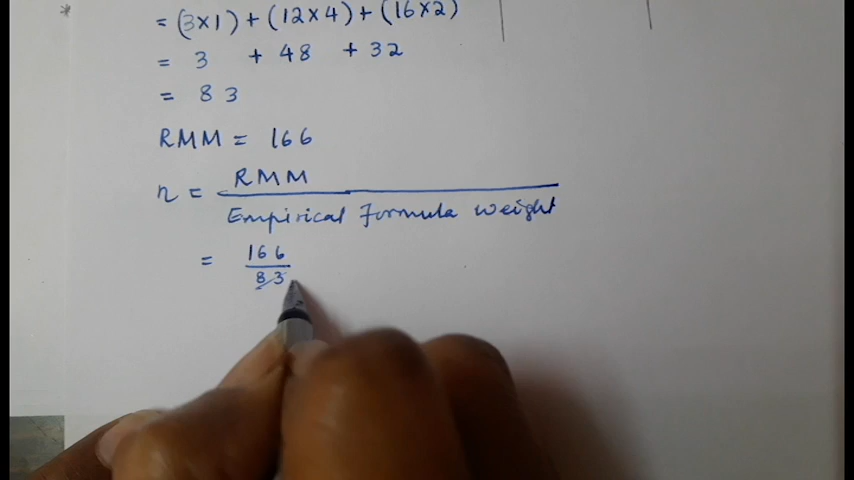 = (3×1) + (12×4) + (16×2)
= 3 + 48 + 32
= 83
RMM = 166
n = RMM
Empirical Formula weight
= 166
83